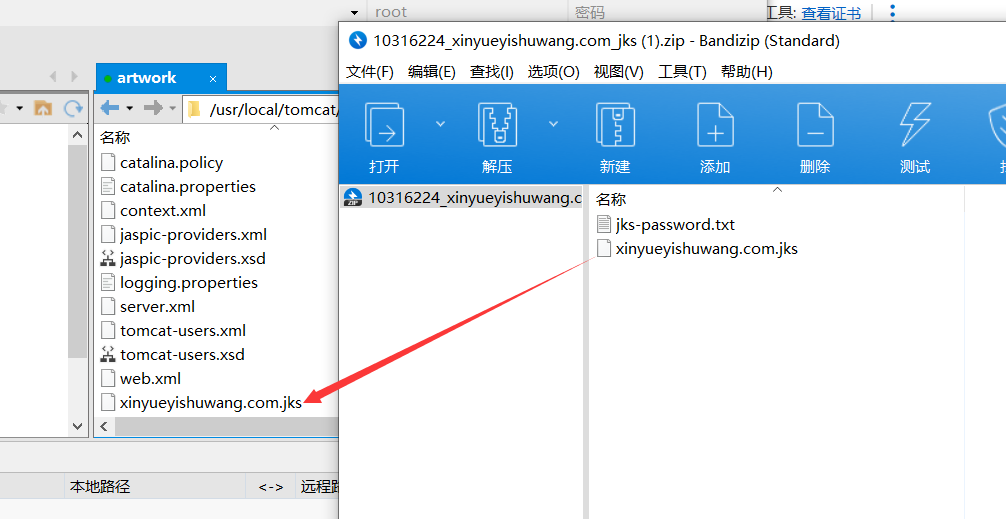 root
密码
工具: 查看证书
10316224_xinyueyishuwang.com_jks (1).zip - Bandizip (Standard)
文件(F) 编辑(E) 查找(I) 选项(O) 视图(V) 工具(T) 帮助(H)
artwork ×
/usr/local/tomcat/
打开
解压
新建
添加
删除
测试
名称
catalina.policy
catalina.properties
context.xml
jaspic-providers.xml
jaspic-providers.xsd
logging.properties
server.xml
tomcat-users.xml
tomcat-users.xsd
web.xml
xinyueyishuwang.com.jks
ZIP
10316224_xinyueyishuwang.c
名称
jks-password.txt
xinyueyishuwang.com.jks
本地路径
<->
远程